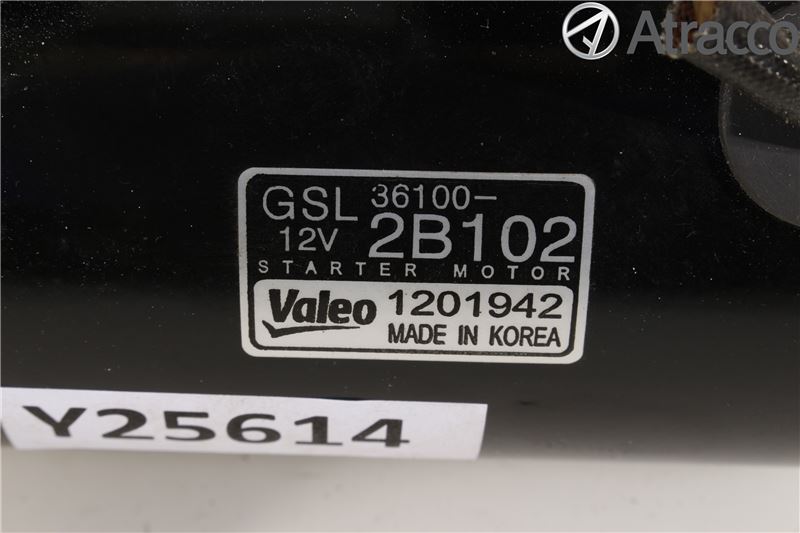 Atracco
GSL 36100-
12V 2B102
STARTER MOTOR
Valeo 1201942
MADE IN KOREA
Y25614